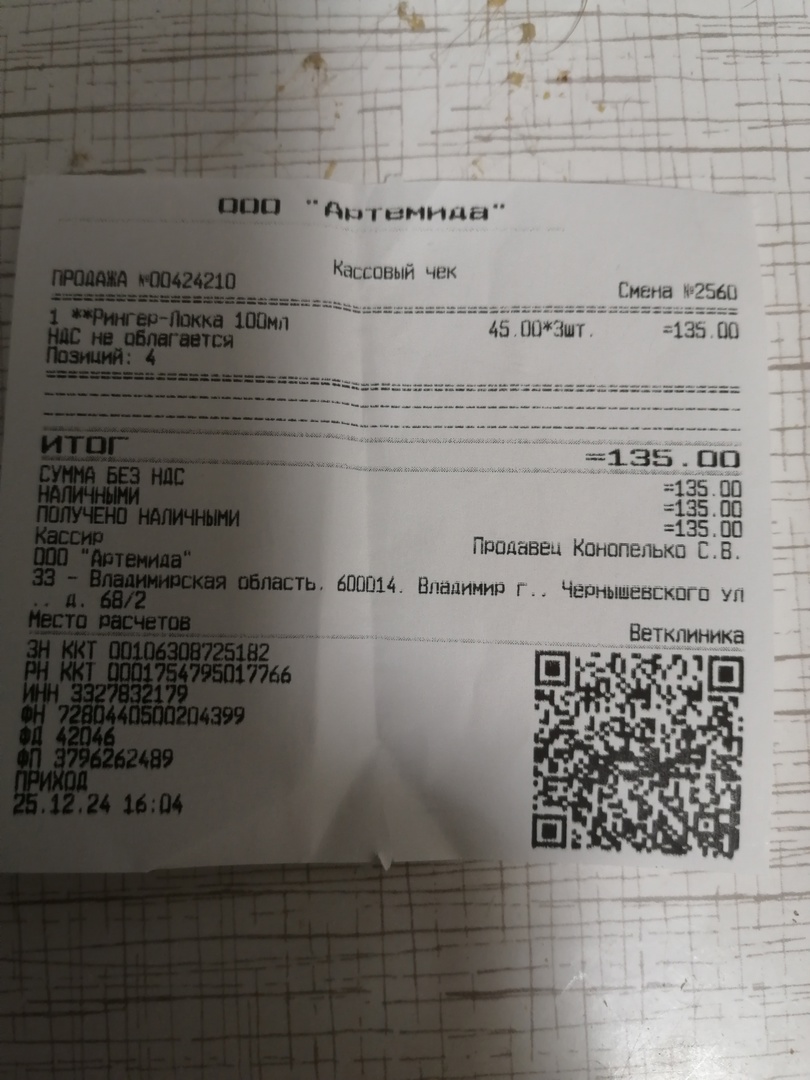 ООО "Артемида"
Кассовый чек
ПРОДАЖА №00424210
Смена №2560
1 **Рингер-Локка 100мл 45.00*3шт. =135.00
НДС не облагается
Позиций: 4
ИТОГ =135.00
СУММА БЕЗ НДС =135.00
НАЛИЧНЫМИ =135.00
ПОЛУЧЕНО НАЛИЧНЫМИ =135.00
Кассир Продавец Конопелько С.В.
ООО "Артемида"
33 - Владимирская область, 600014, Владимир г., Чернышевского ул
., д. 68/2
Место расчетов Ветклиника
ЗН ККТ 00106308725182
РН ККТ 0001754795017766
ИНН 3327832179
ФН 7280440500204399
ФД 42046
ФП 3796262489
ПРИХОД
25.12.24 16:04